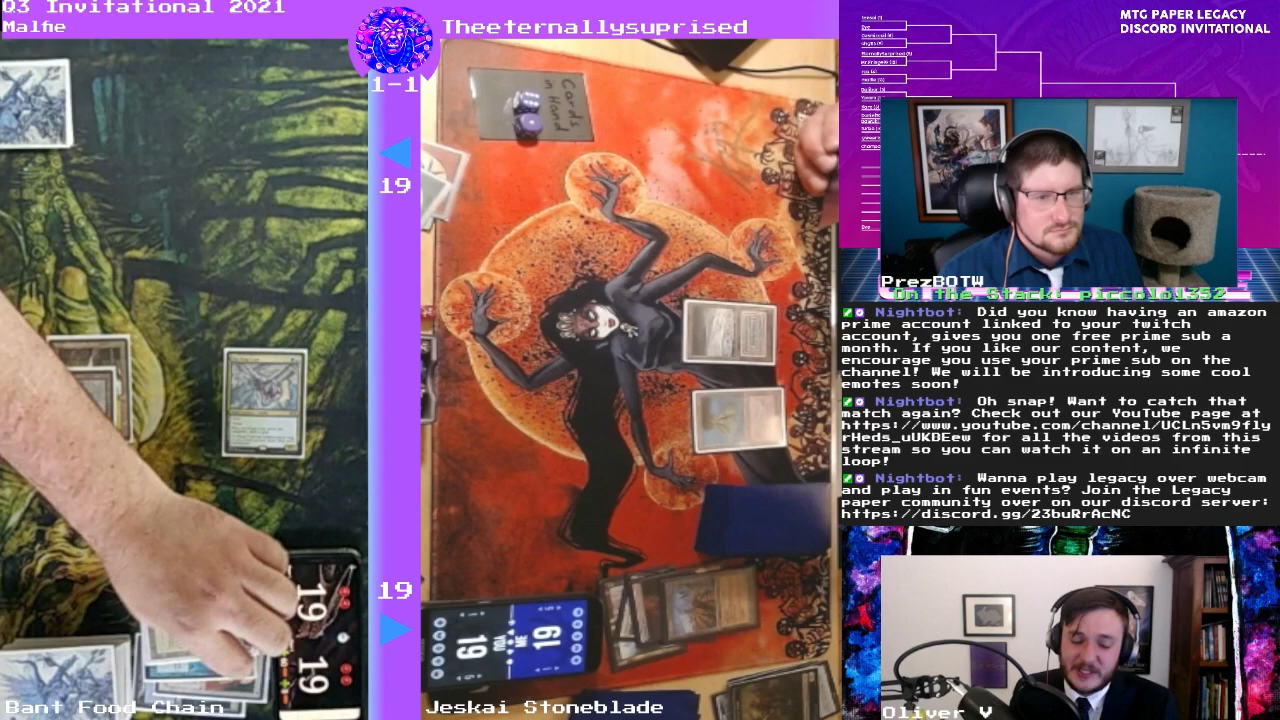 Q3 Invitational 2021
Malfie
Theeternallysuprised
1-1
19
19
Cards
in Hand
19
19
19
YOU
ME
19
Bant Food Chain
Jeskai Stoneblade
MTG PAPER LEGACY
DISCORD INVITATIONAL
PrezBOTW
On The Stack: piccolo1352
Nightbot: Did you know having an amazon
prime account linked to your twitch
account, gives you one free prime sub a
month. If you like our content, we
encourage you use your prime sub on the
channel! We will be introducing some cool
emotes soon!
Nightbot: Oh snap! Want to catch that
match again? Check out our YouTube page at
https://www.youtube.com/channel/UCLn5vm9fly
rHeds_uUKBEew for all the videos from this
stream so you can watch it on an infinite
loop!
Nightbot: Wanna play legacy over webcam
and play in fun events? Join the Legacy
paper community over on our discord server:
https://discord.gg/23buRrAcNC
Oliver V